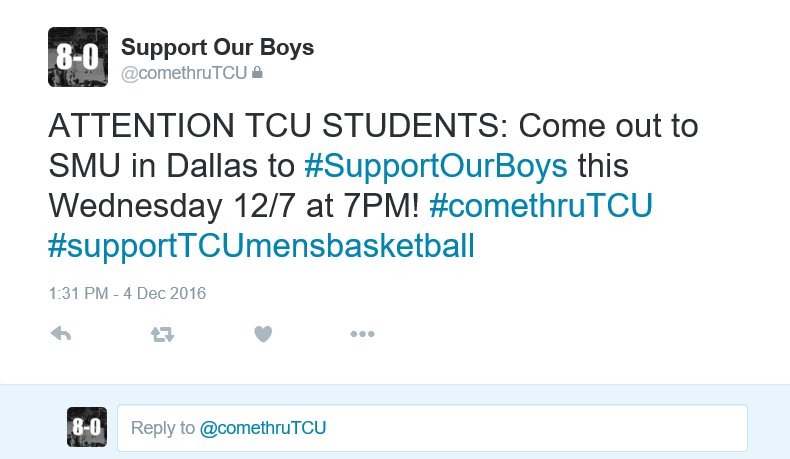 8-0
Support Our Boys
@comethruTCU
ATTENTION TCU STUDENTS: Come out to
SMU in Dallas to #SupportOurBoys this
Wednesday 12/7 at 7PM! #comethruTCU
#supportTCUmensbasketball
1:31 PM - 4 Dec 2016
8-0
Reply to @comethruTCU